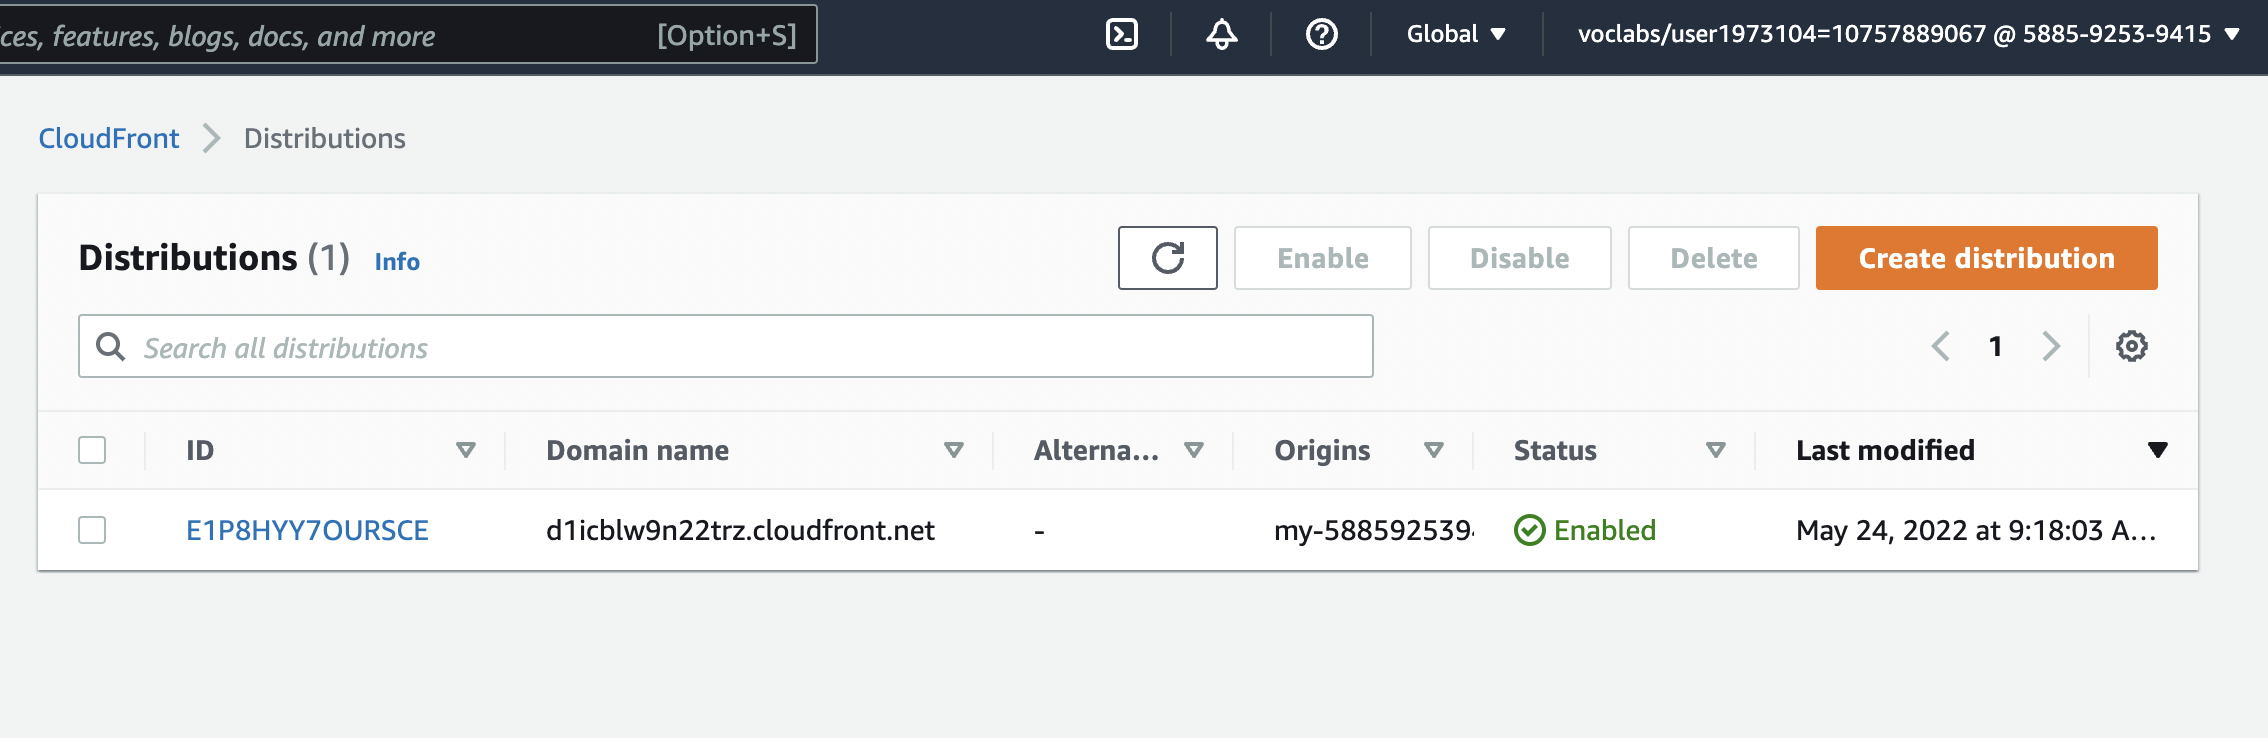 ces, features, blogs, docs, and more [Option+S] Global voclabs/user1973104=10757889067 @ 5885-9253-9415
CloudFront Distributions
Distributions (1) Info Enable Disable Delete Create distribution
Search all distributions 1
ID Domain name Alterna... Origins Status Last modified
E1P8HYY7OURSCE d1icblw9n22trz.cloudfront.net - my-588592539 Enabled May 24, 2022 at 9:18:03 A...